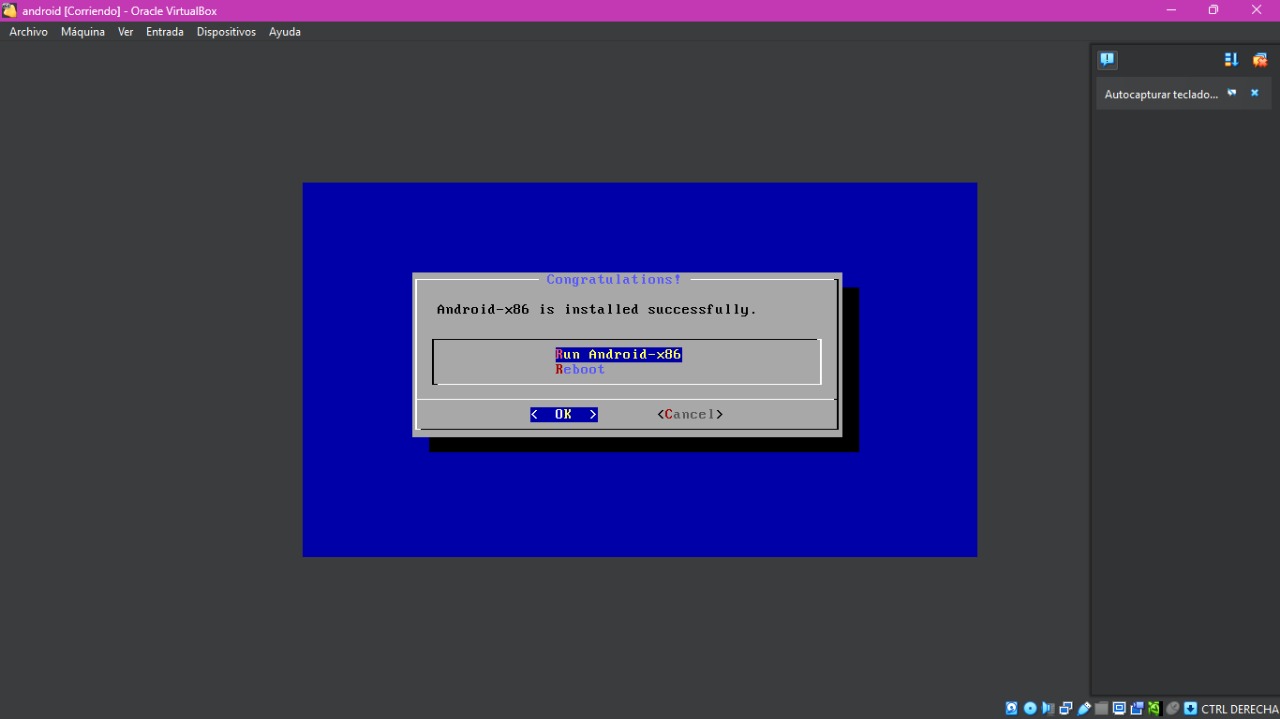 android [Corriendo] - Oracle VirtualBox
Archivo Máquina Ver Entrada Dispositivos Ayuda
Autocapturar teclado...
Congratulations!
Android-x86 is installed successfully.
Run Android-x86
Reboot
< OK > <Cancel>
CTRL DERECHA